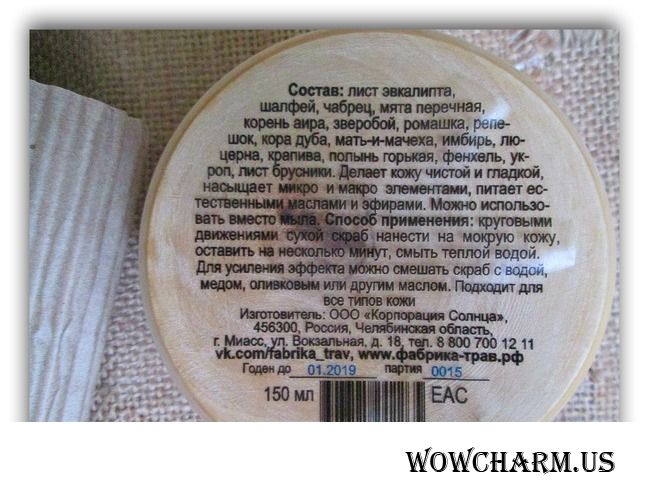 Состав: лист эвкалипта,
шалфей, чабрец, мята перечная,
корень аира, зверобой, ромашка, репе-
шок, кора дуба, мать-и-мачеха, имбирь, лю-
церна, крапива, полынь горькая, фенхель, ук-
роп, лист брусники. Делает кожу чистой и гладкой,
насыщает микро и макро элементами, питает ес-
тественными маслами и эфирами. Можно использо-
вать вместо мыла. Способ применения: круговыми
движениями сухой скраб нанести на мокрую кожу,
оставить на несколько минут, смыть теплой водой.
Для усиления эффекта можно смешать скраб с водой,
медом, оливковым или другим маслом. Подходит для
все типов кожи
Изготовитель: ООО «Корпорация Солнца»,
456300, Россия, Челябинская область,
г. Миасс, ул. Вокзальная, д. 18, тел. 8 800 700 12 11
vk.com/fabrika_trav, www.фабрика-трав.рф
Годен до 01.2019 партия 0015
150 мл EAC
WOWCHARM.US